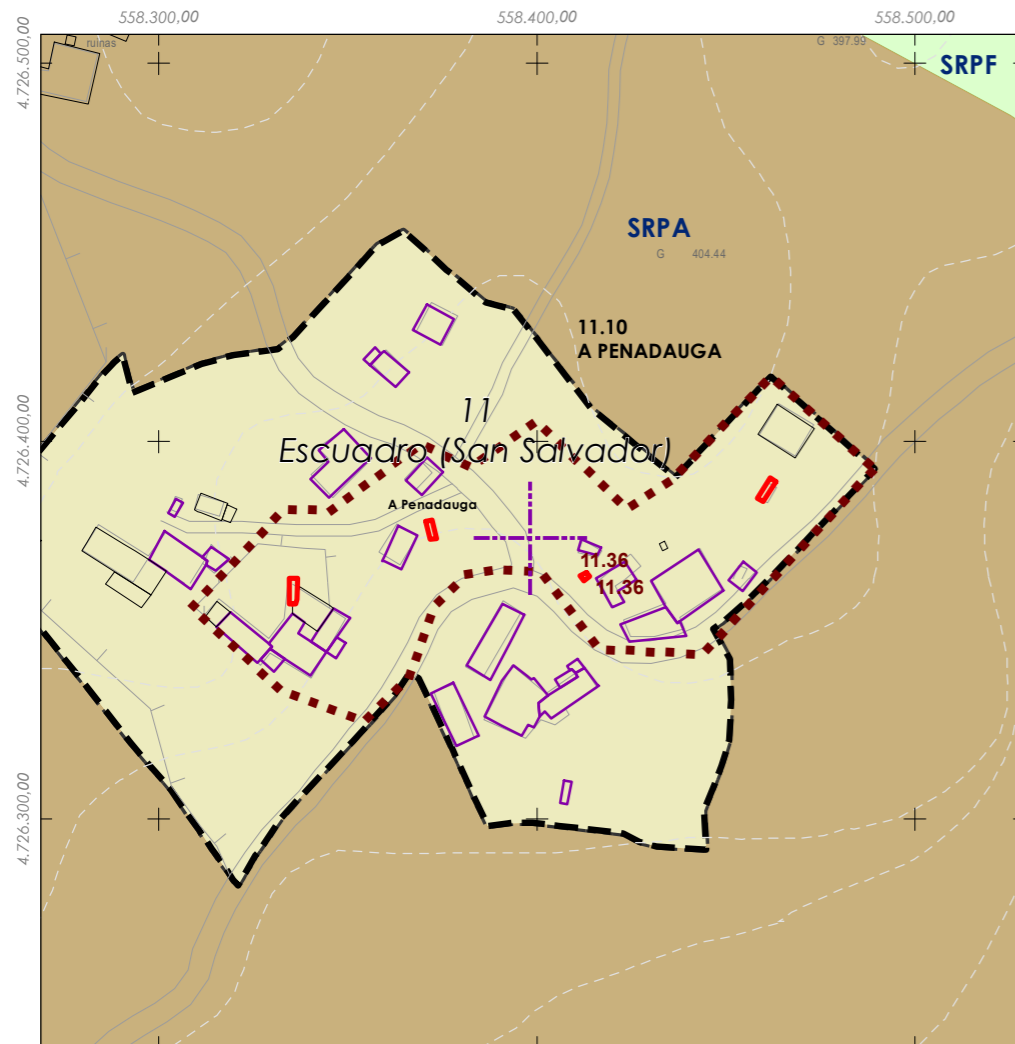 558.300,00
558.400,00
558.500,00
4.726.500,00
ruinas
G 397.99
SRPF
SRPA
G 404.44
11.10
A PENADAUGA
4.726.400,00
11
Escuadro (San Salvador)
A Penadauga
11.36
11.36
4.726.300,00